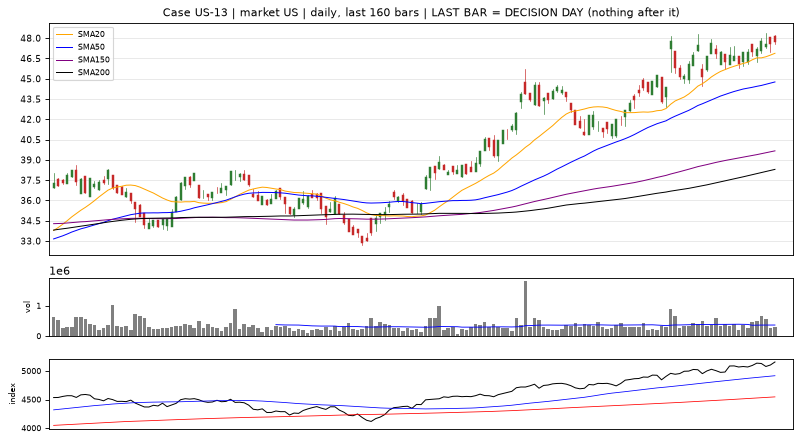 Case US-13 | market US | daily, last 160 bars | LAST BAR = DECISION DAY (nothing after it)
SMA20
SMA50
SMA150
SMA200
48.0
46.5
45.0
43.5
42.0
40.5
39.0
37.5
36.0
34.5
33.0
1e6
1
0
vol
5000
4500
4000
index